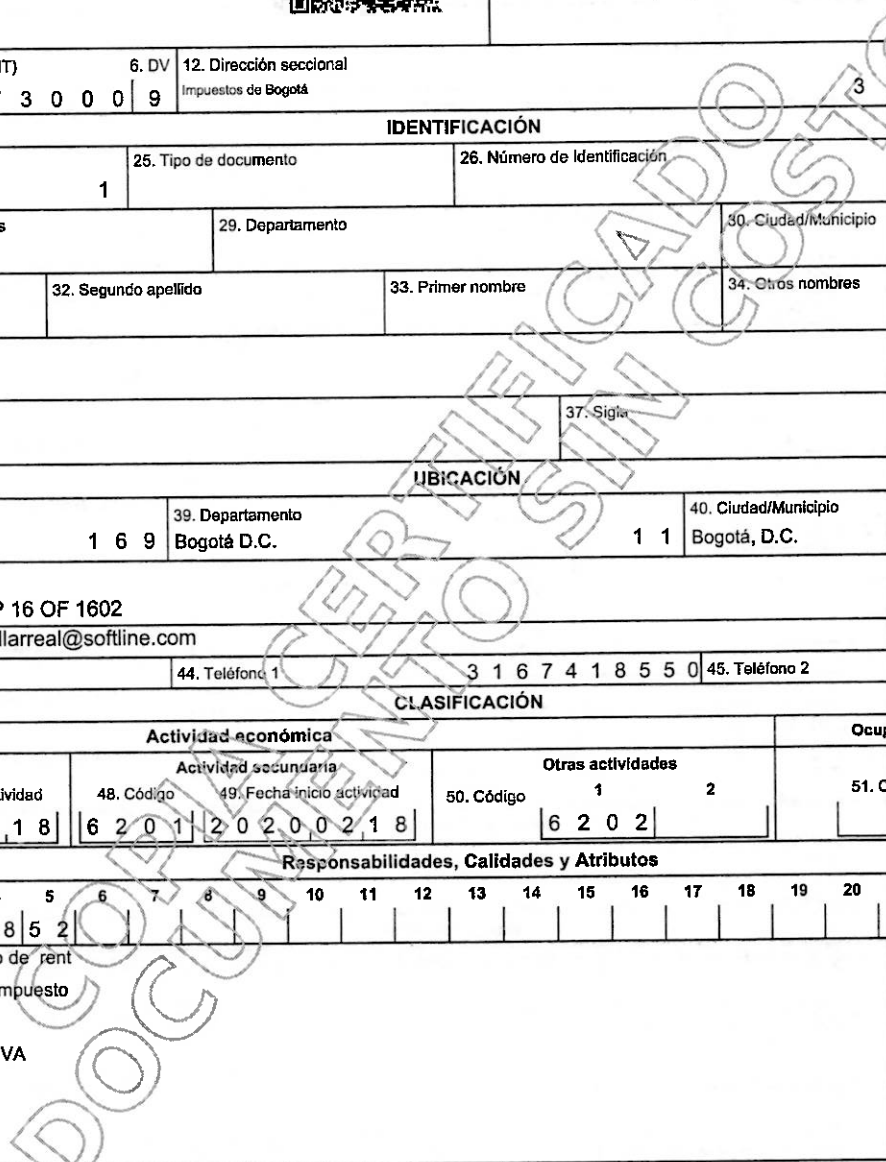 IT) 6. DV 12. Dirección seccional
3 0 0 0 9 Impuestos de Bogotá 3
IDENTIFICACIÓN
25. Tipo de documento 26. Número de Identificación
1
29. Departamento 30. Ciudad/Municipio
32. Segundo apellido 33. Primer nombre 34. Otros nombres
37. Sigla
UBICACIÓN
39. Departamento 40. Ciudad/Municipio
1 6 9 Bogotá D.C. 1 1 Bogotá, D.C.
P 16 OF 1602
llarreal@softline.com
44. Teléfono 1 3 1 6 7 4 1 8 5 5 0 45. Teléfono 2
CLASIFICACIÓN
Actividad económica Ocup
Actividad secundaria Otras actividades
ividad 48. Código 49. Fecha inicio actividad 50. Código 1 2 51. C
1 8 6 2 0 1 2 0 2 0 0 2 1 8 6 2 0 2
Responsabilidades, Calidades y Atributos
5 6 7 8 9 10 11 12 13 14 15 16 17 18 19 20
8 5 2
o de rent
mpuesto
VA
COPIA CERTIFICADO
DOCUMENTO SIN COSTO